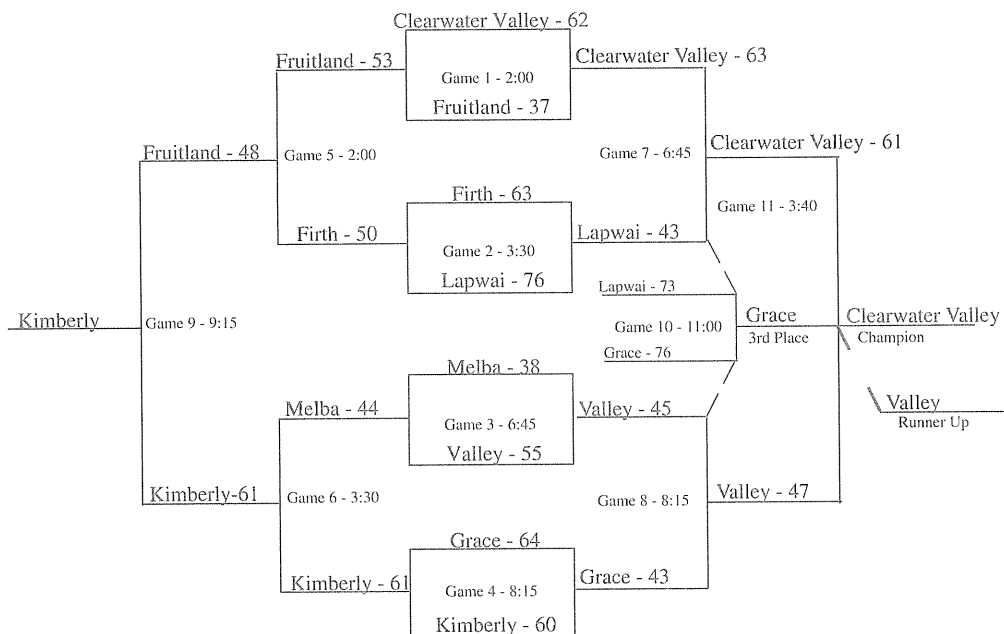 Clearwater Valley - 62
Fruitland - 53
Clearwater Valley - 63
Game 1 - 2:00
Fruitland - 37
Fruitland - 48
Game 5 - 2:00
Game 7 - 6:45
Clearwater Valley - 61
Firth - 63
Game 11 - 3:40
Firth - 50
Game 2 - 3:30
Lapwai - 43
Lapwai - 76
Lapwai - 73
Kimberly
Game 9 - 9:15
Game 10 - 11:00
Grace
3rd Place
Clearwater Valley
Champion
Grace - 76
Melba - 38
Melba - 44
Game 3 - 6:45
Valley - 45
Valley
Runner Up
Valley - 55
Kimberly-61
Game 6 - 3:30
Game 8 - 8:15
Valley - 47
Grace - 64
Kimberly - 61
Game 4 - 8:15
Grace - 43
Kimberly - 60